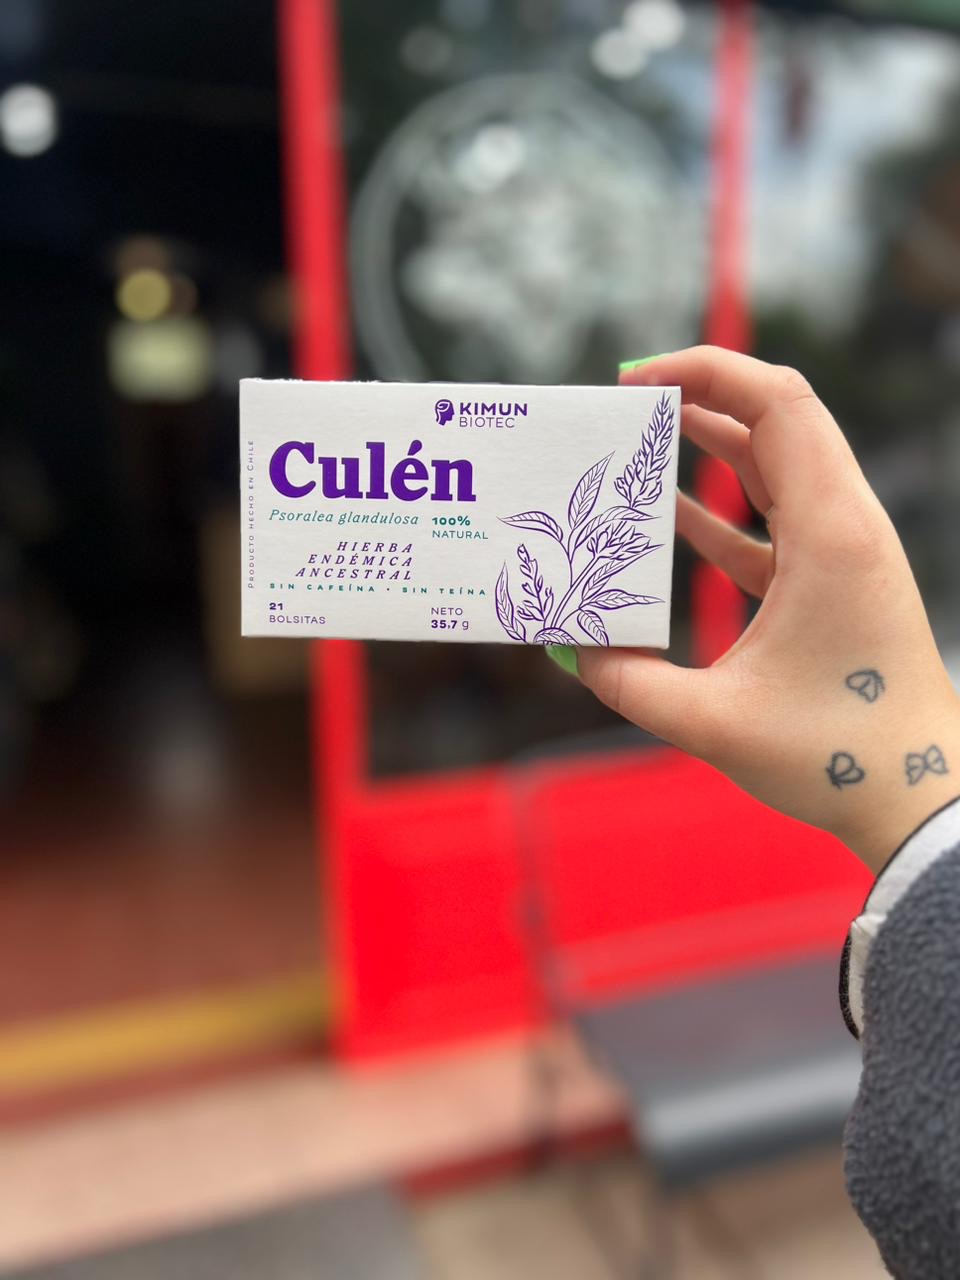 KIMUN
BIOTEC
Culén
Psoralea glandulosa
100%
NATURAL
HIERBA
ENDÉMICA
ANCESTRAL
SIN CAFEÍNA · SIN TEÍNA
21
BOLSITAS
NETO
35,7 g
PRODUCTO HECHO EN CHILE